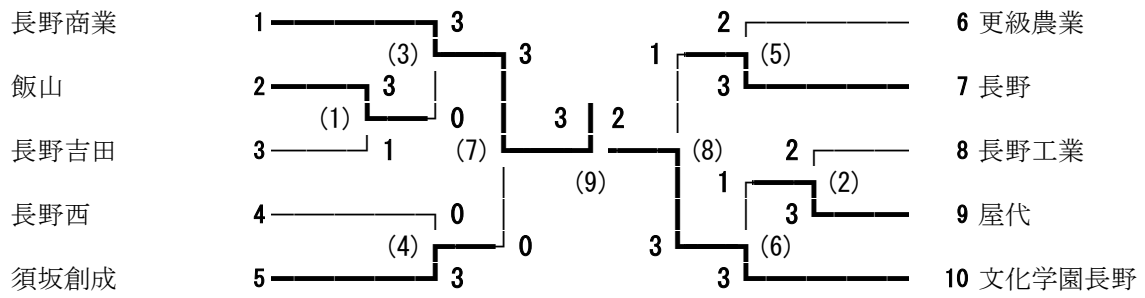 長野商業 1 3 2 6 更級農業
(3) 3 1 (5)
飯山 2 3 3 7 長野
(1) 0 3 2
長野吉田 3 1 (7) (8) 2 8 長野工業
(9) 1 (2)
長野西 4 0 3 9 屋代
(4) 0 3 (6)
須坂創成 5 3 3 10 文化学園長野